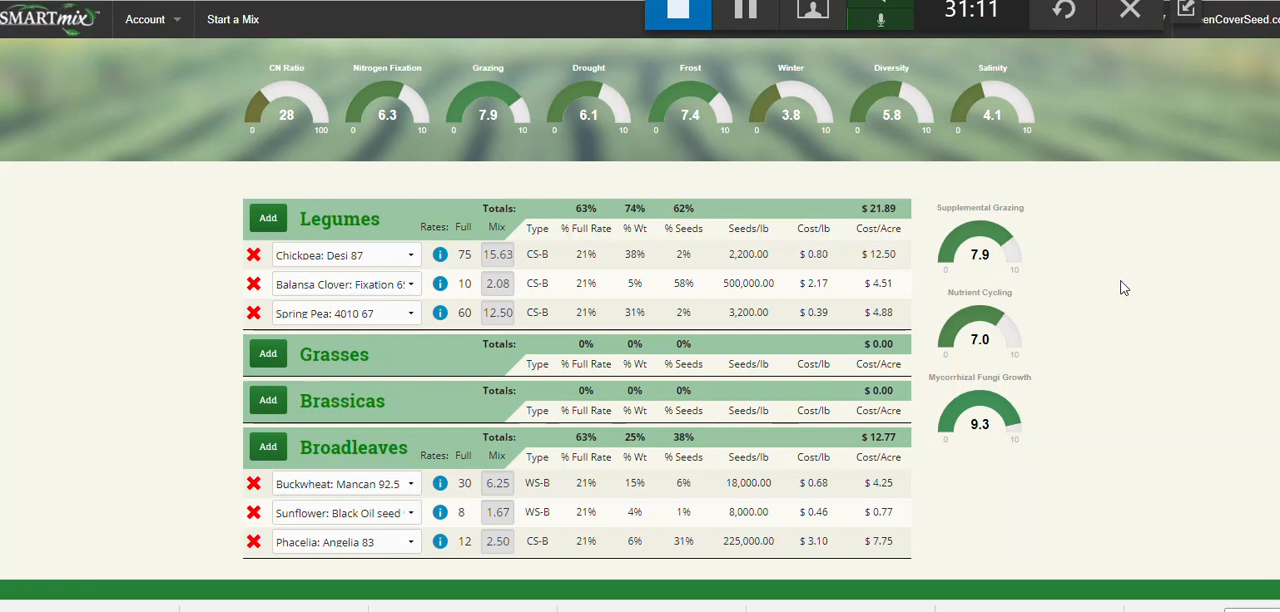 SMARTmix™ Account Start a Mix 31:11 enCoverSeed.co
CN Ratio Nitrogen Fixation Grazing Drought Frost Winter Diversity Salinity
28 6.3 7.9 6.1 7.4 3.8 5.8 4.1
0 100 0 10 0 10 0 10 0 10 0 10 0 10 0 10
Add Legumes Rates: Full Totals: Mix 63% 74% 62% $ 21.89
Type % Full Rate % Wt % Seeds Seeds/lb Cost/lb Cost/Acre
Chickpea: Desi 87 75 15.63 CS-B 21% 38% 2% 2,200.00 $ 0.80 $ 12.50
Balansa Clover: Fixation 6 10 2.08 CS-B 21% 5% 58% 500,000.00 $ 2.17 $ 4.51
Spring Pea: 4010 67 60 12.50 CS-B 21% 31% 2% 3,200.00 $ 0.39 $ 4.88
Add Grasses Totals: 0% 0% 0% $ 0.00
Type % Full Rate % Wt % Seeds Seeds/lb Cost/lb Cost/Acre
Add Brassicas Totals: 0% 0% 0% $ 0.00
Type % Full Rate % Wt % Seeds Seeds/lb Cost/lb Cost/Acre
Add Broadleaves Rates: Full Totals: Mix 63% 25% 38% $ 12.77
Type % Full Rate % Wt % Seeds Seeds/lb Cost/lb Cost/Acre
Buckwheat: Mancan 92.5 30 6.25 WS-B 21% 15% 6% 18,000.00 $ 0.68 $ 4.25
Sunflower: Black Oil seed 8 1.67 WS-B 21% 4% 1% 8,000.00 $ 0.46 $ 0.77
Phacelia: Angelia 83 12 2.50 CS-B 21% 6% 31% 225,000.00 $ 3.10 $ 7.75
Supplemental Grazing
7.9
0 10
Nutrient Cycling
7.0
0 10
Mycorrhizal Fungi Growth
9.3
0 10